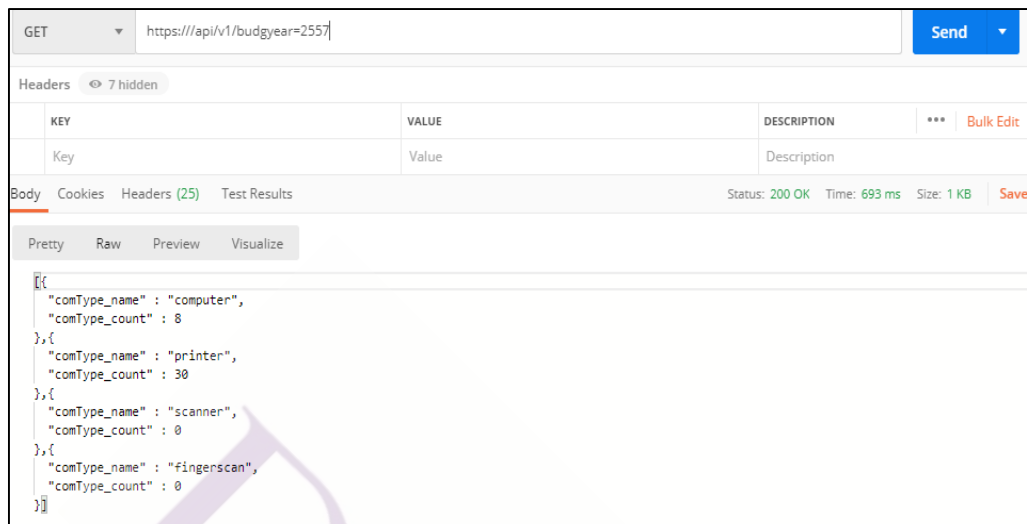 GET https:///api/v1/budgyear=2557 Send
Headers 7 hidden
KEY VALUE DESCRIPTION ••• Bulk Edit
Key Value Description
Body Cookies Headers (25) Test Results Status: 200 OK Time: 693 ms Size: 1 KB Save
Pretty Raw Preview Visualize
[{
"comType_name" : "computer",
"comType_count" : 8
},{
"comType_name" : "printer",
"comType_count" : 30
},{
"comType_name" : "scanner",
"comType_count" : 0
},{
"comType_name" : "fingerscan",
"comType_count" : 0
}]